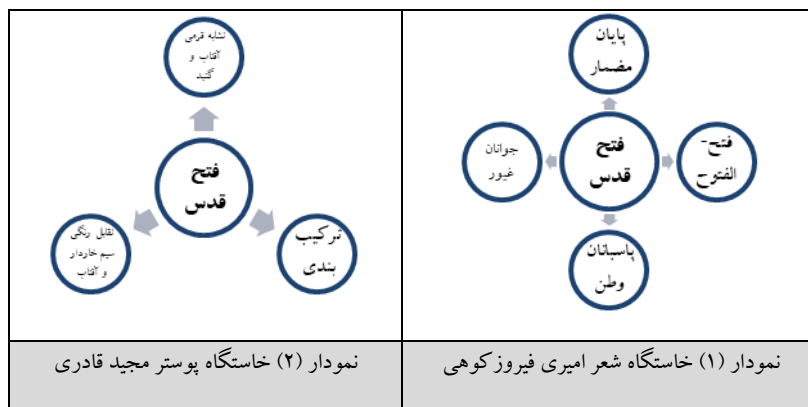 پایان
مضمار
فتح
قدس
فتح-
الفتوح
جوانان
غیور
پاسبانان
وطن
نمودار (۱) خاستگاه شعر امیری فیروزکوهی
تشابه فرمی
آفتاب و
گنبد
فتح
قدس
ترکیب
بندی
تقابل رنگی
سیم خاردار
و آفتاب
نمودار (۲) خاستگاه پوستر مجید قادری